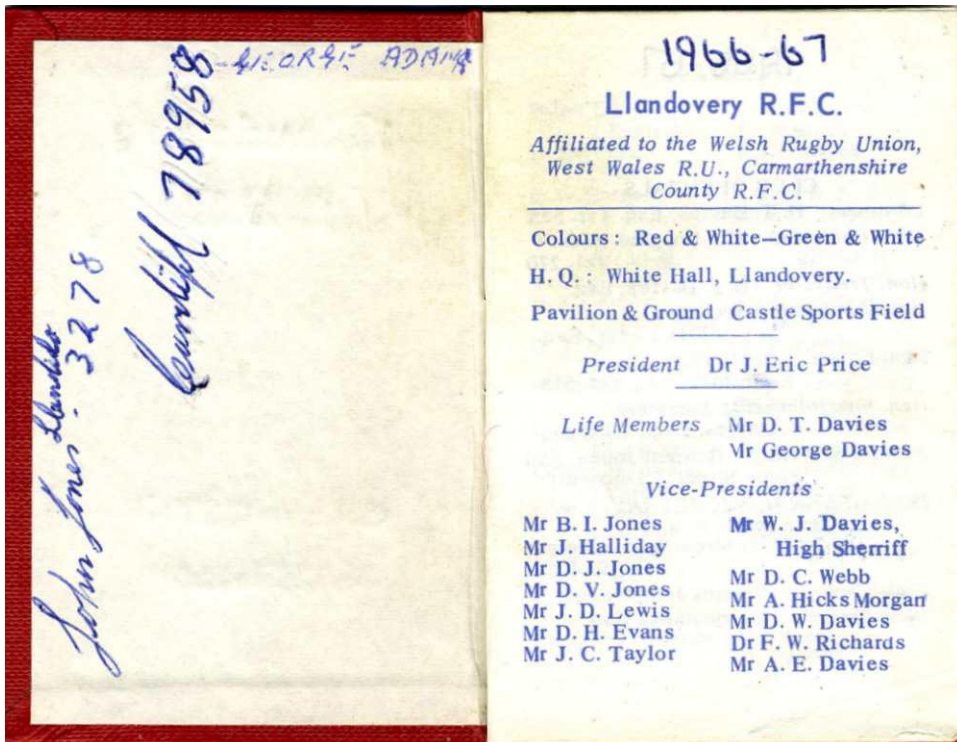 GEORGE ADAMS
Cardiff 78958
John Jones Llandeilo
3278
1966-67
Llandovery R.F.C.
Affiliated to the Welsh Rugby Union,
West Wales R.U., Carmarthenshire
County R.F.C.
Colours: Red & White—Green & White
H.Q.: White Hall, Llandovery.
Pavilion & Ground Castle Sports Field
President Dr J. Eric Price
Life Members Mr D. T. Davies
Mr George Davies
Vice-Presidents
Mr B. I. Jones
Mr J. Halliday
Mr D. J. Jones
Mr D. V. Jones
Mr J. D. Lewis
Mr D. H. Evans
Mr J. C. Taylor
Mr W. J. Davies,
High Sherriff
Mr D. C. Webb
Mr A. Hicks Morgan
Mr D. W. Davies
Dr F. W. Richards
Mr A. E. Davies